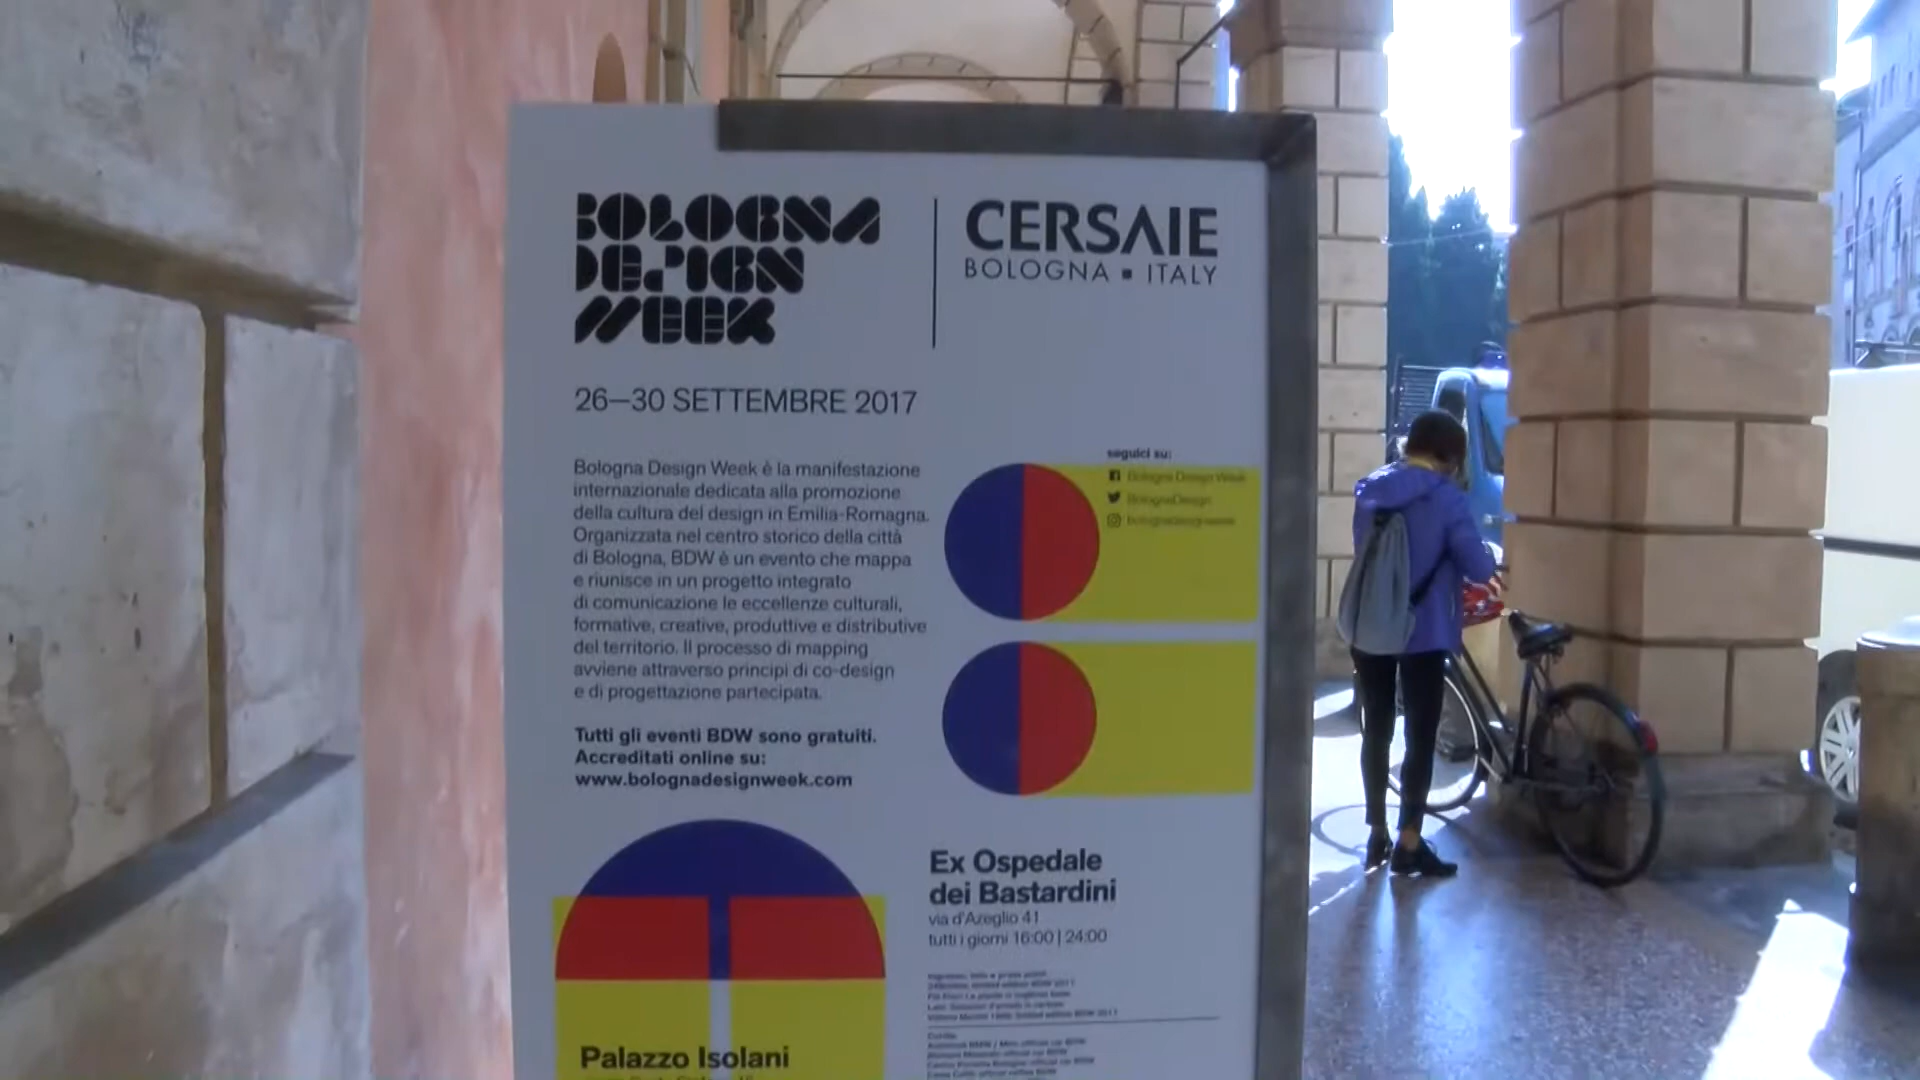 BOLOGNA
DESIGN
WEEK
CERSAIE
BOLOGNA ▪ ITALY
26—30 SETTEMBRE 2017
Bologna Design Week è la manifestazione
internazionale dedicata alla promozione
della cultura del design in Emilia-Romagna.
Organizzata nel centro storico della città
di Bologna, BDW è un evento che mappa
e riunisce in un progetto integrato
di comunicazione le eccellenze culturali,
formative, creative, produttive e distributive
del territorio. Il processo di mapping
avviene attraverso principi di co-design
e di progettazione partecipata.
Tutti gli eventi BDW sono gratuiti.
Accreditati online su:
www.bolognadesignweek.com
seguici su:
Bologna Design Week
BolognaDesign
bolognadesignweek
Ex Ospedale
dei Bastardini
via d'Azeglio 41
tutti i giorni 16:00 | 24:00
Palazzo Isolani